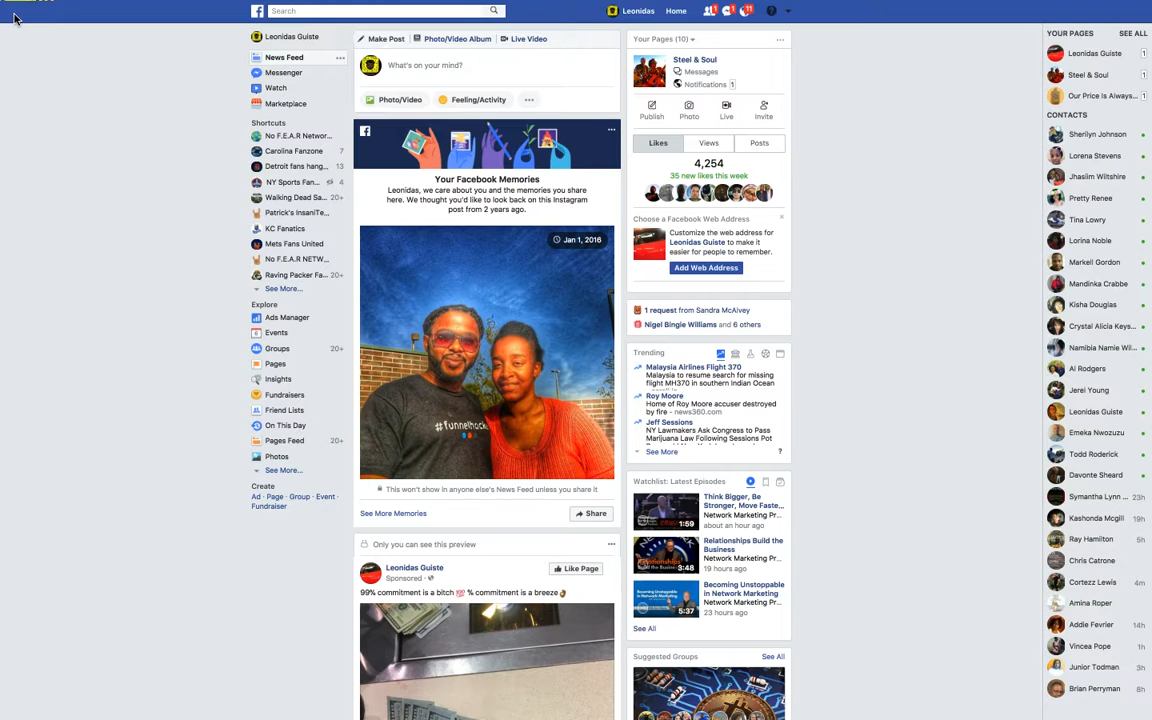 Search
Leonidas
Home
1
1
11
?
Leonidas Guiste
News Feed
Messenger
Watch
Marketplace
Shortcuts
No F.E.A.R Networ...
Carolina Fanzone 7
Detroit fans hang... 13
NY Sports Fan... 4
Walking Dead Sa... 20+
Patrick's InsaniTe...
KC Fanatics
Mets Fans United
No F.E.A.R NETW...
Raving Packer Fa... 20+
See More...
Explore
Ads Manager
Events
Groups 20+
Pages
Insights
Fundraisers
Friend Lists
On This Day
Pages Feed 20+
Photos
See More...
Create
Ad · Page · Group · Event ·
Fundraiser
Make Post
Photo/Video Album
Live Video
What's on your mind?
Photo/Video
Feeling/Activity
Your Facebook Memories
Leonidas, we care about you and the memories you share
here. We thought you'd like to look back on this Instagram
post from 2 years ago.
Jan 1, 2016
#funnelhack
This won't show in anyone else's News Feed unless you share it
See More Memories
Share
Only you can see this preview
Leonidas Guiste
Sponsored ·
Like Page
99% commitment is a bitch 💯 % commitment is a breeze👌🏾
Your Pages (10)
Steel & Soul
Messages
Notifications 1
Publish
Photo
Live
Invite
Likes
Views
Posts
4,254
35 new likes this week
Choose a Facebook Web Address
Customize the web address for
Leonidas Guiste to make it
easier for people to remember.
Add Web Address
1 request from Sandra McAivey
Nigel Bingie Williams and 6 others
Trending
Malaysia Airlines Flight 370
Malaysia to resume search for missing
flight MH370 in southern Indian Ocean
Roy Moore
Home of Roy Moore accuser destroyed
by fire - news360.com
Jeff Sessions
NY Lawmakers Ask Congress to Pass
Marijuana Law Following Sessions Pot
See More
?
Watchlist: Latest Episodes
1:59
Think Bigger, Be
Stronger, Move Faste...
Network Marketing Pr...
about an hour ago
3:48
Relationships Build the
Business
Network Marketing Pr...
19 hours ago
5:37
Becoming Unstoppable
in Network Marketing
Network Marketing Pr...
23 hours ago
See All
Suggested Groups
See All
YOUR PAGES
SEE ALL
Leonidas Guiste 1
Steel & Soul 1
Our Price Is Always... 1
CONTACTS
Sherilyn Johnson
Lorena Stevens
Jhasiim Wiltshire
Pretty Renee
Tina Lowry
Lorina Noble
Markell Gordon
Mandinka Crabbe
Kisha Douglas
Crystal Alicia Keys...
Namibia Namie Wil...
Al Rodgers
Jerei Young
Leonidas Guiste
Emeka Nwozuzu
Todd Roderick
Davonte Sheard
Symantha Lynn ... 23h
Kashonda Mcgill 19h
Ray Hamilton 5h
Chris Catrone
Cortezz Lewis 4m
Amina Roper
Addie Fevrier 14h
Vincea Pope 1h
Junior Todman 3h
Brian Perryman 8h